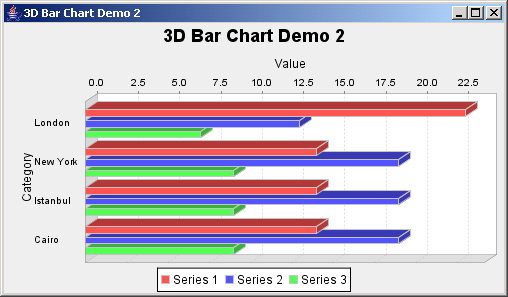 3D Bar Chart Demo 2
3D Bar Chart Demo 2
Value
0.0 2.5 5.0 7.5 10.0 12.5 15.0 17.5 20.0 22.5
Category
London
New York
Istanbul
Cairo
Series 1 Series 2 Series 3